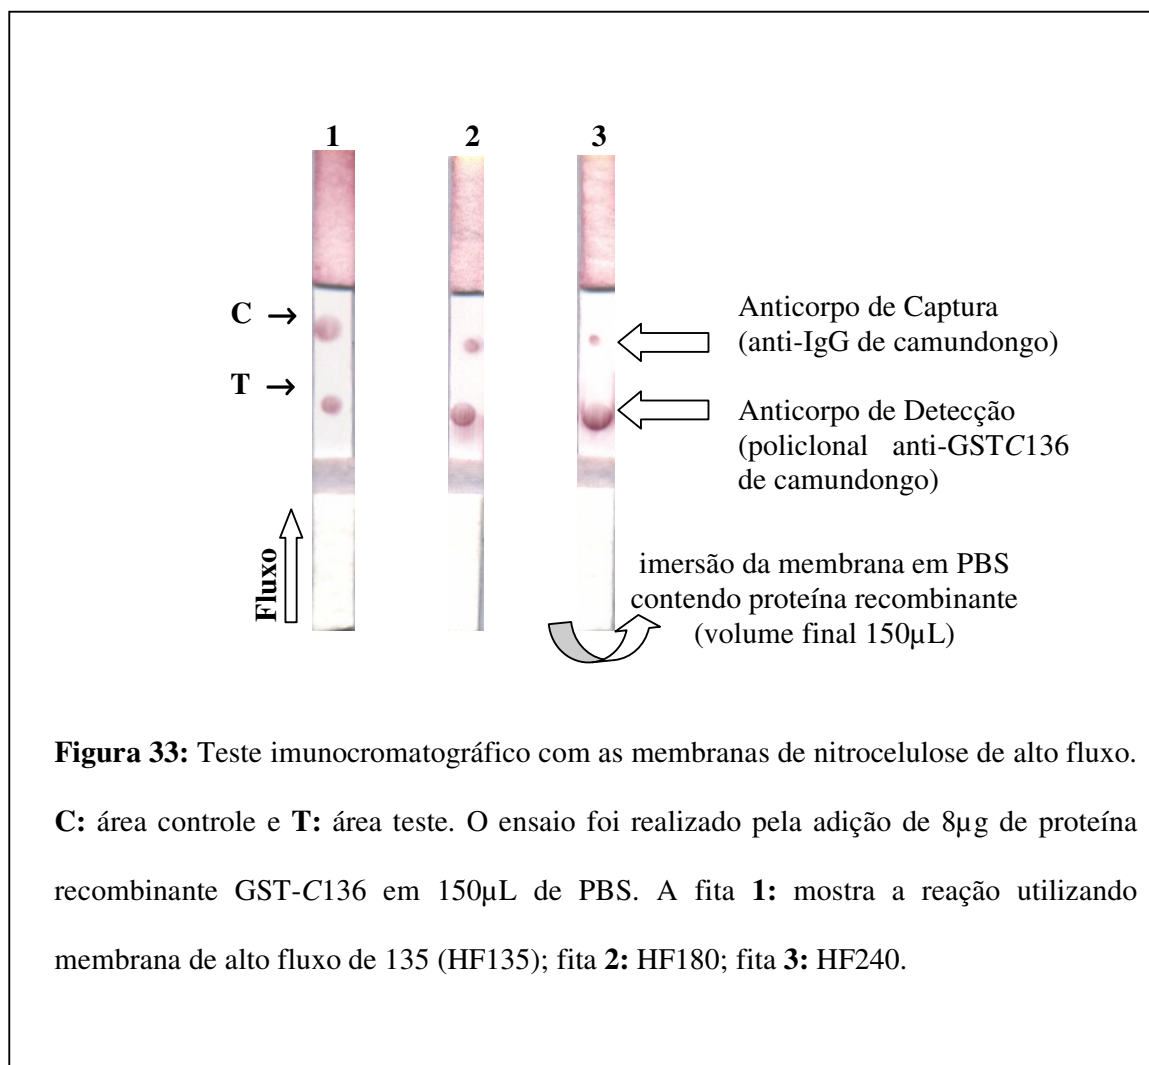 1 2 3
C →
T →
Anticorpo de Captura
(anti-IgG de camundongo)
Anticorpo de Detecção
(policlonal anti-GSTC136
de camundongo)
Fluxo
imersão da membrana em PBS
contendo proteína recombinante
(volume final 150µL)
Figura 33: Teste imunocromatográfico com as membranas de nitrocelulose de alto fluxo.
C: área controle e T: área teste. O ensaio foi realizado pela adição de 8µg de proteína
recombinante GST-C136 em 150µL de PBS. A fita 1: mostra a reação utilizando
membrana de alto fluxo de 135 (HF135); fita 2: HF180; fita 3: HF240.